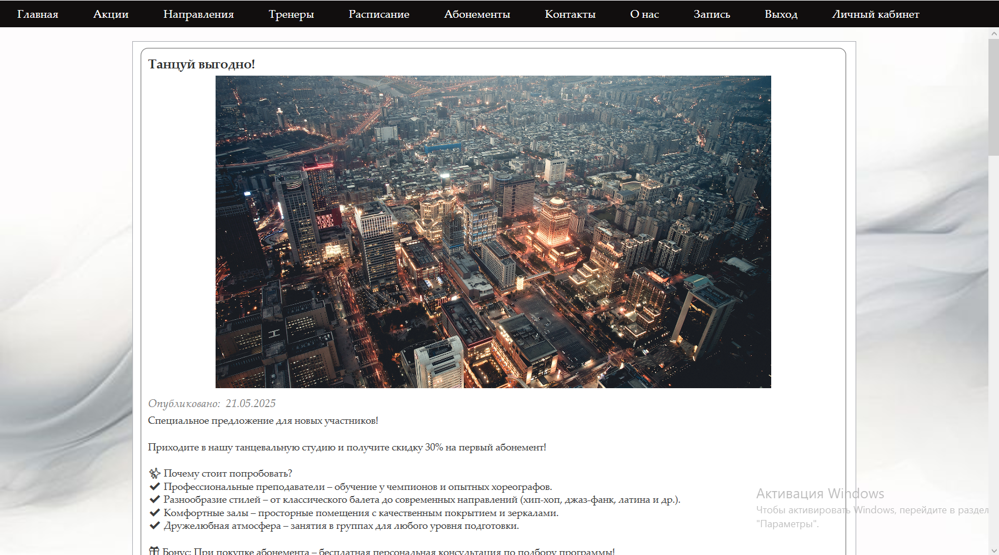 Главная Акции Направления Тренеры Расписание Абонементы Контакты О нас Запись Выход Личный кабинет
Танцуй выгодно!
H
Опубликовано: 21.05.2025
Специальное предложение для новых участников!
Приходите в нашу танцевальную студию и получите скидку 30% на первый абонемент!
✨ Почему стоит попробовать?
✔ Профессиональные преподаватели – обучение у чемпионов и опытных хореографов.
✔ Разнообразие стилей – от классического балета до современных направлений (хип-хоп, джаз-фанк, латина и др.).
✔ Комфортные залы – просторные помещения с качественным покрытием и зеркалами.
✔ Дружелюбная атмосфера – занятия в группах для любого уровня подготовки.
🎁 Бонус: При покупке абонемента – бесплатная персональная консультация по подбору программы!
Активация Windows
Чтобы активировать Windows, перейдите в раздел
"Параметры".